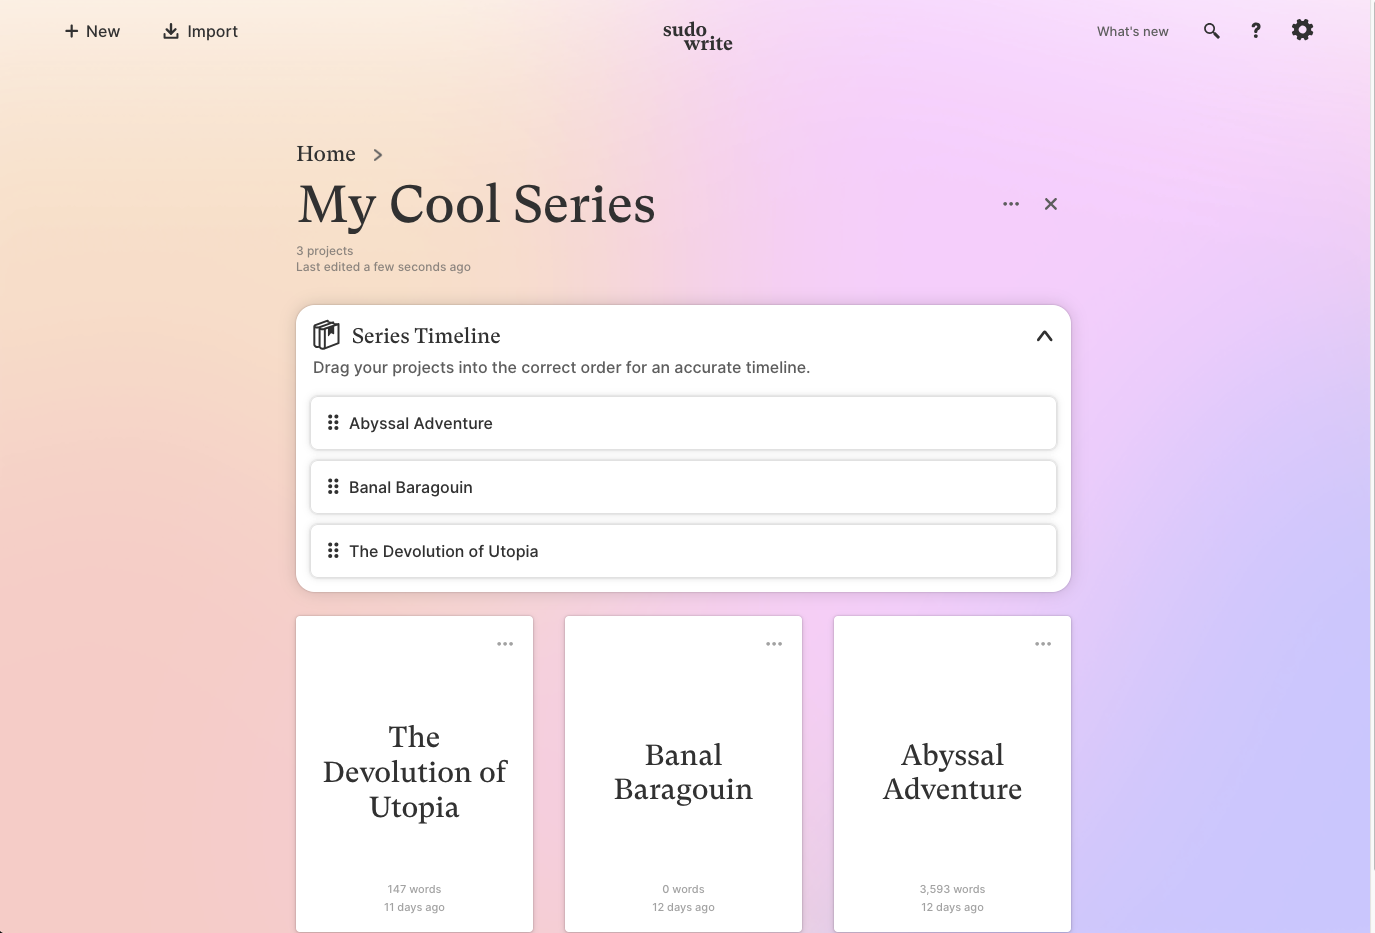 New
Import
sudo
write
What's new
?
Home >
My Cool Series
3 projects
Last edited a few seconds ago
Series Timeline
Drag your projects into the correct order for an accurate timeline.
Abyssal Adventure
Banal Baragouin
The Devolution of Utopia
The
Devolution of
Utopia
147 words
11 days ago
Banal
Baragouin
0 words
12 days ago
Abyssal
Adventure
3,593 words
12 days ago